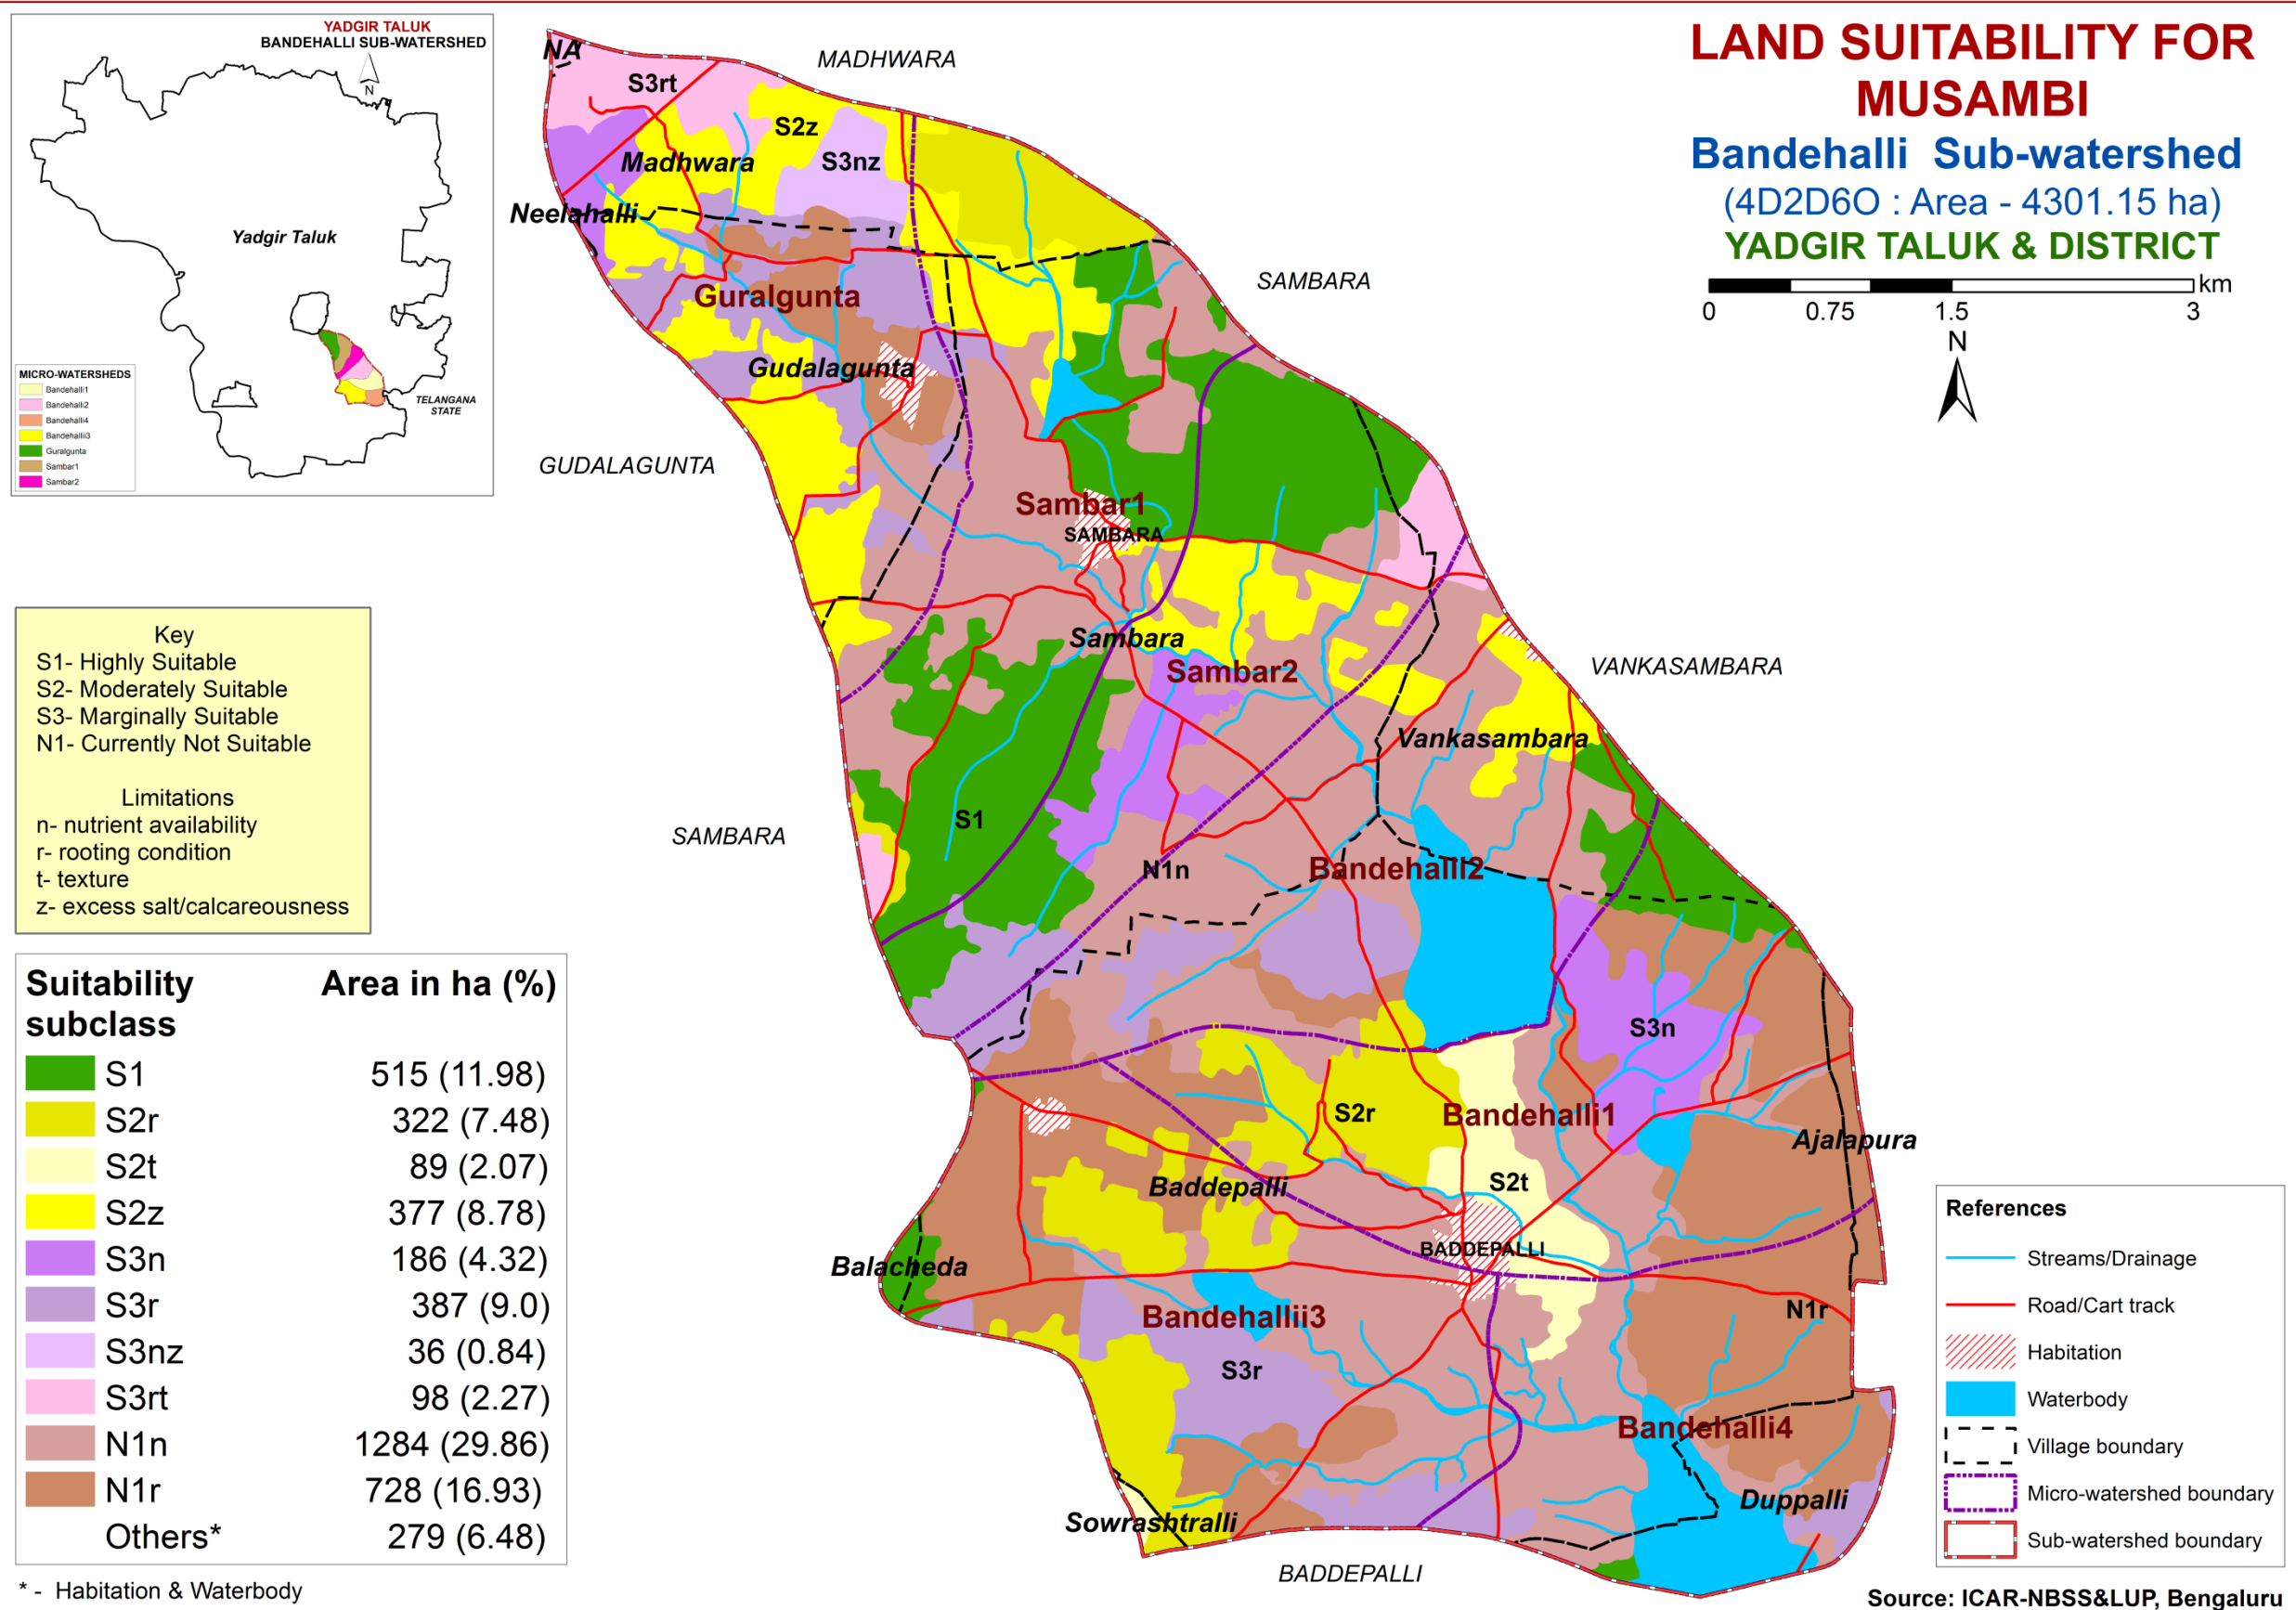 YADGIR TALUK
BANDEHALLI SUB-WATERSHED
N
Yadgir Taluk
TELANGANA
STATE
MICRO-WATERSHEDS
Bandehalli1
Bandehalli2
Bandehalli4
Bandehallii3
Guralgunta
Sambar1
Sambar2
LAND SUITABILITY FOR
MUSAMBI
Bandehalli Sub-watershed
(4D2D6O : Area - 4301.15 ha)
YADGIR TALUK & DISTRICT
km
0 0.75 1.5 3
N
NA
MADHWARA
S3rt
S2z
Madhwara
S3nz
Neelahalli
SAMBARA
Guralgunta
Gudalagunta
GUDALAGUNTA
Sambar1
SAMBARA
Sambara
Sambar2
VANKASAMBARA
Vankasambara
S1
SAMBARA
N1n
Bandehalli2
S3n
S2r
Bandehalli1
Ajalapura
S2t
Baddepalli
BADDEPALLI
Balacheda
N1r
Bandehallii3
S3r
Bandehalli4
Duppalli
Sowrashtralli
BADDEPALLI
Key
S1- Highly Suitable
S2- Moderately Suitable
S3- Marginally Suitable
N1- Currently Not Suitable
Limitations
n- nutrient availability
r- rooting condition
t- texture
z- excess salt/calcareousness
Suitability subclass Area in ha (%)
S1 515 (11.98)
S2r 322 (7.48)
S2t 89 (2.07)
S2z 377 (8.78)
S3n 186 (4.32)
S3r 387 (9.0)
S3nz 36 (0.84)
S3rt 98 (2.27)
N1n 1284 (29.86)
N1r 728 (16.93)
Others* 279 (6.48)
* - Habitation & Waterbody
References
Streams/Drainage
Road/Cart track
Habitation
Waterbody
Village boundary
Micro-watershed boundary
Sub-watershed boundary
Source: ICAR-NBSS&LUP, Bengaluru